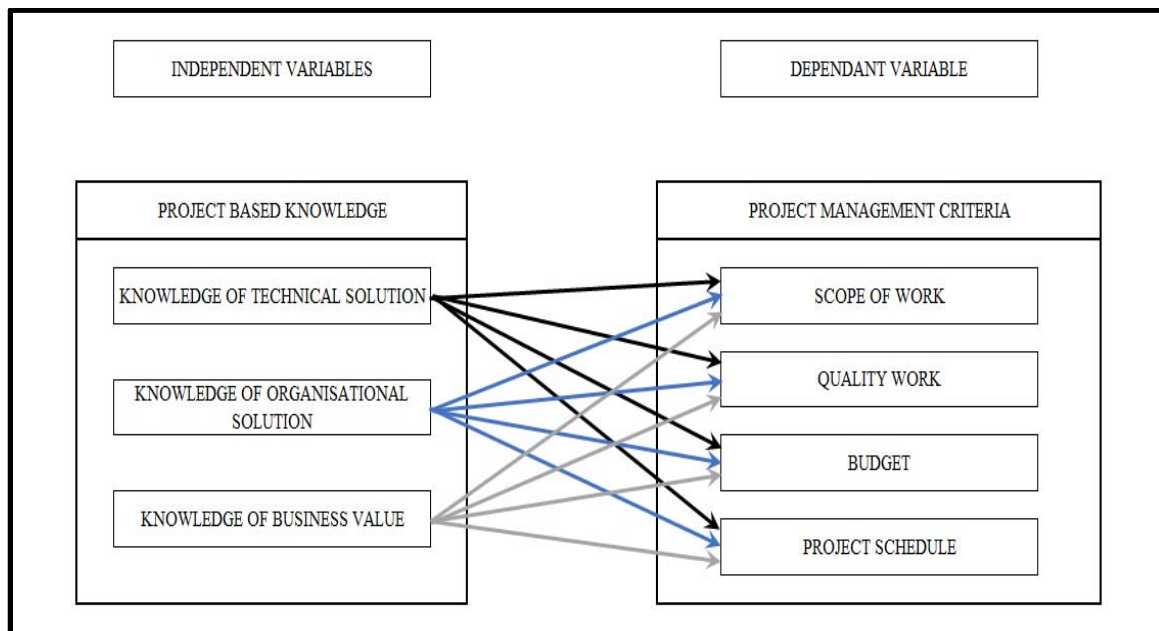 INDEPENDENT VARIABLES
DEPENDANT VARIABLE
PROJECT BASED KNOWLEDGE
KNOWLEDGE OF TECHNICAL SOLUTION
KNOWLEDGE OF ORGANISATIONAL
SOLUTION
KNOWLEDGE OF BUSINESS VALUE
PROJECT MANAGEMENT CRITERIA
SCOPE OF WORK
QUALITY WORK
BUDGET
PROJECT SCHEDULE